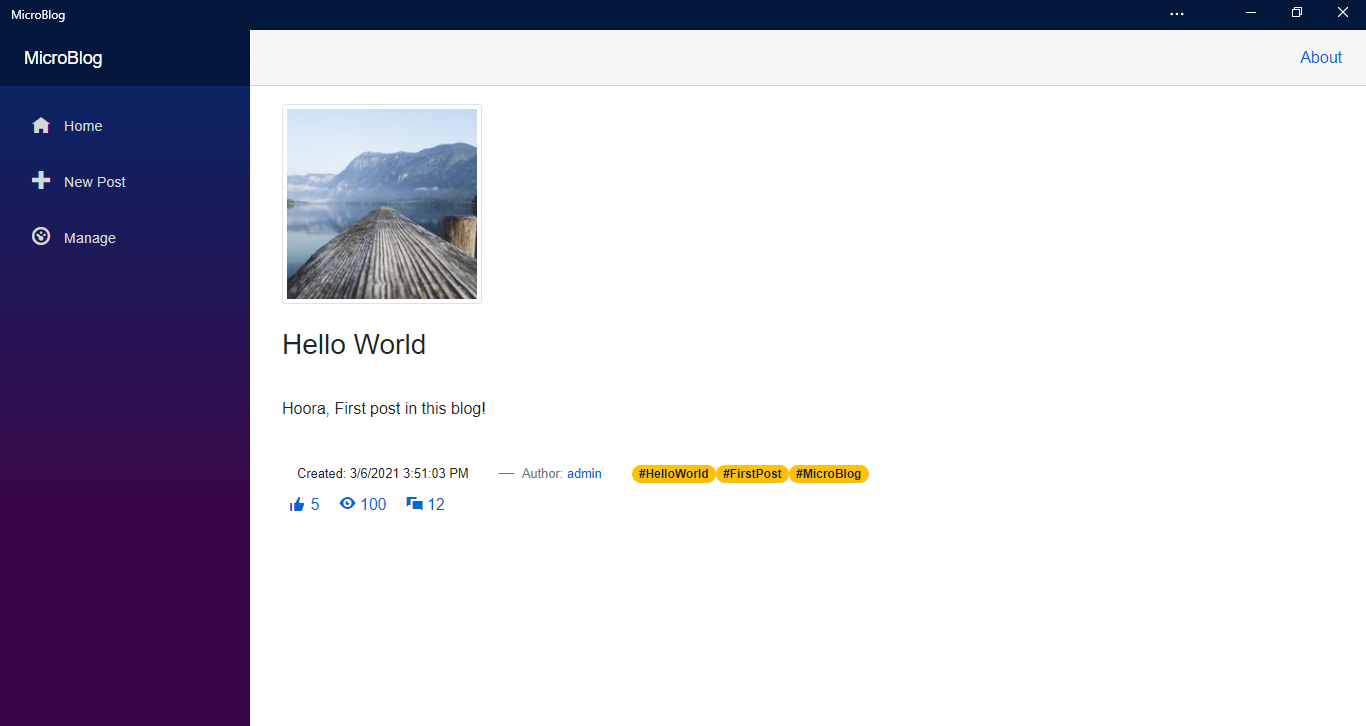 MicroBlog
MicroBlog
About
Home
New Post
Manage
Hello World
Hoora, First post in this blog!
Created: 3/6/2021 3:51:03 PM — Author: admin #HelloWorld #FirstPost #MicroBlog
5 100 12